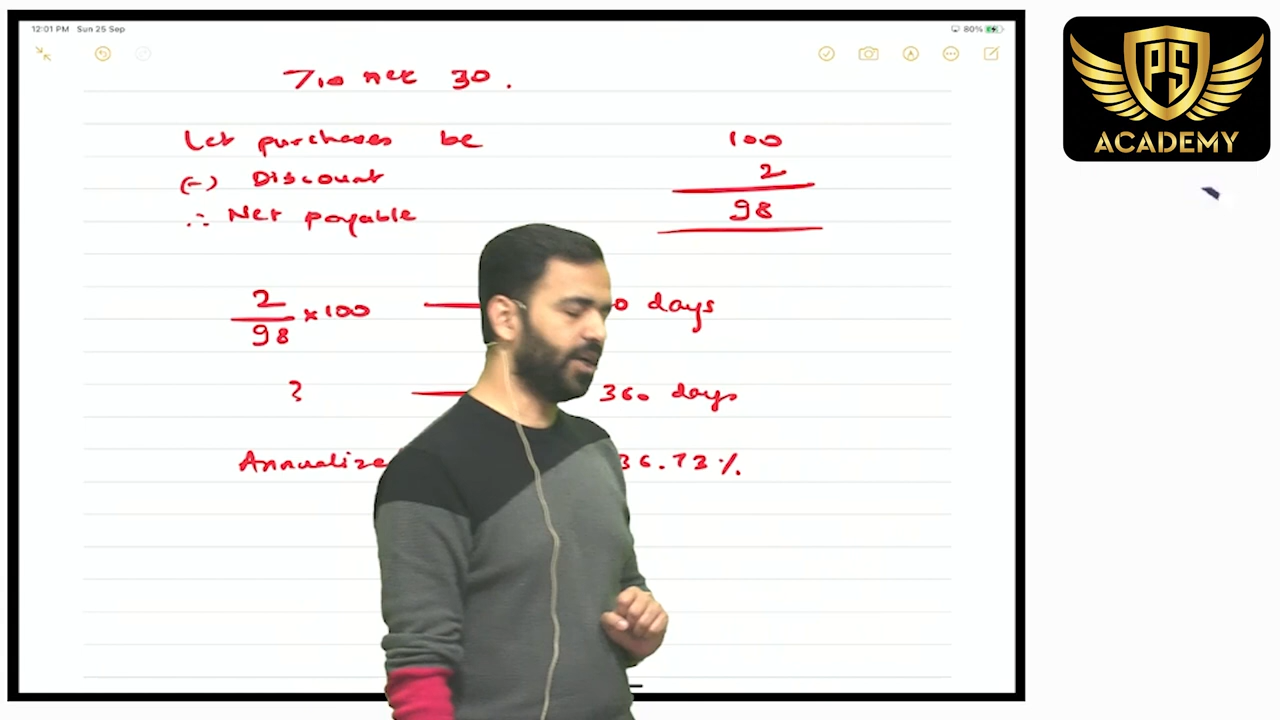 12:01 PM Sun 25 Sep
80%
PS
ACADEMY
7,10 net 30.
Let purchases be 100
(-) Discount 2
∴ Net payable 98
2/98 × 100 — 0 days
? — 360 days
Annualize 36.73%